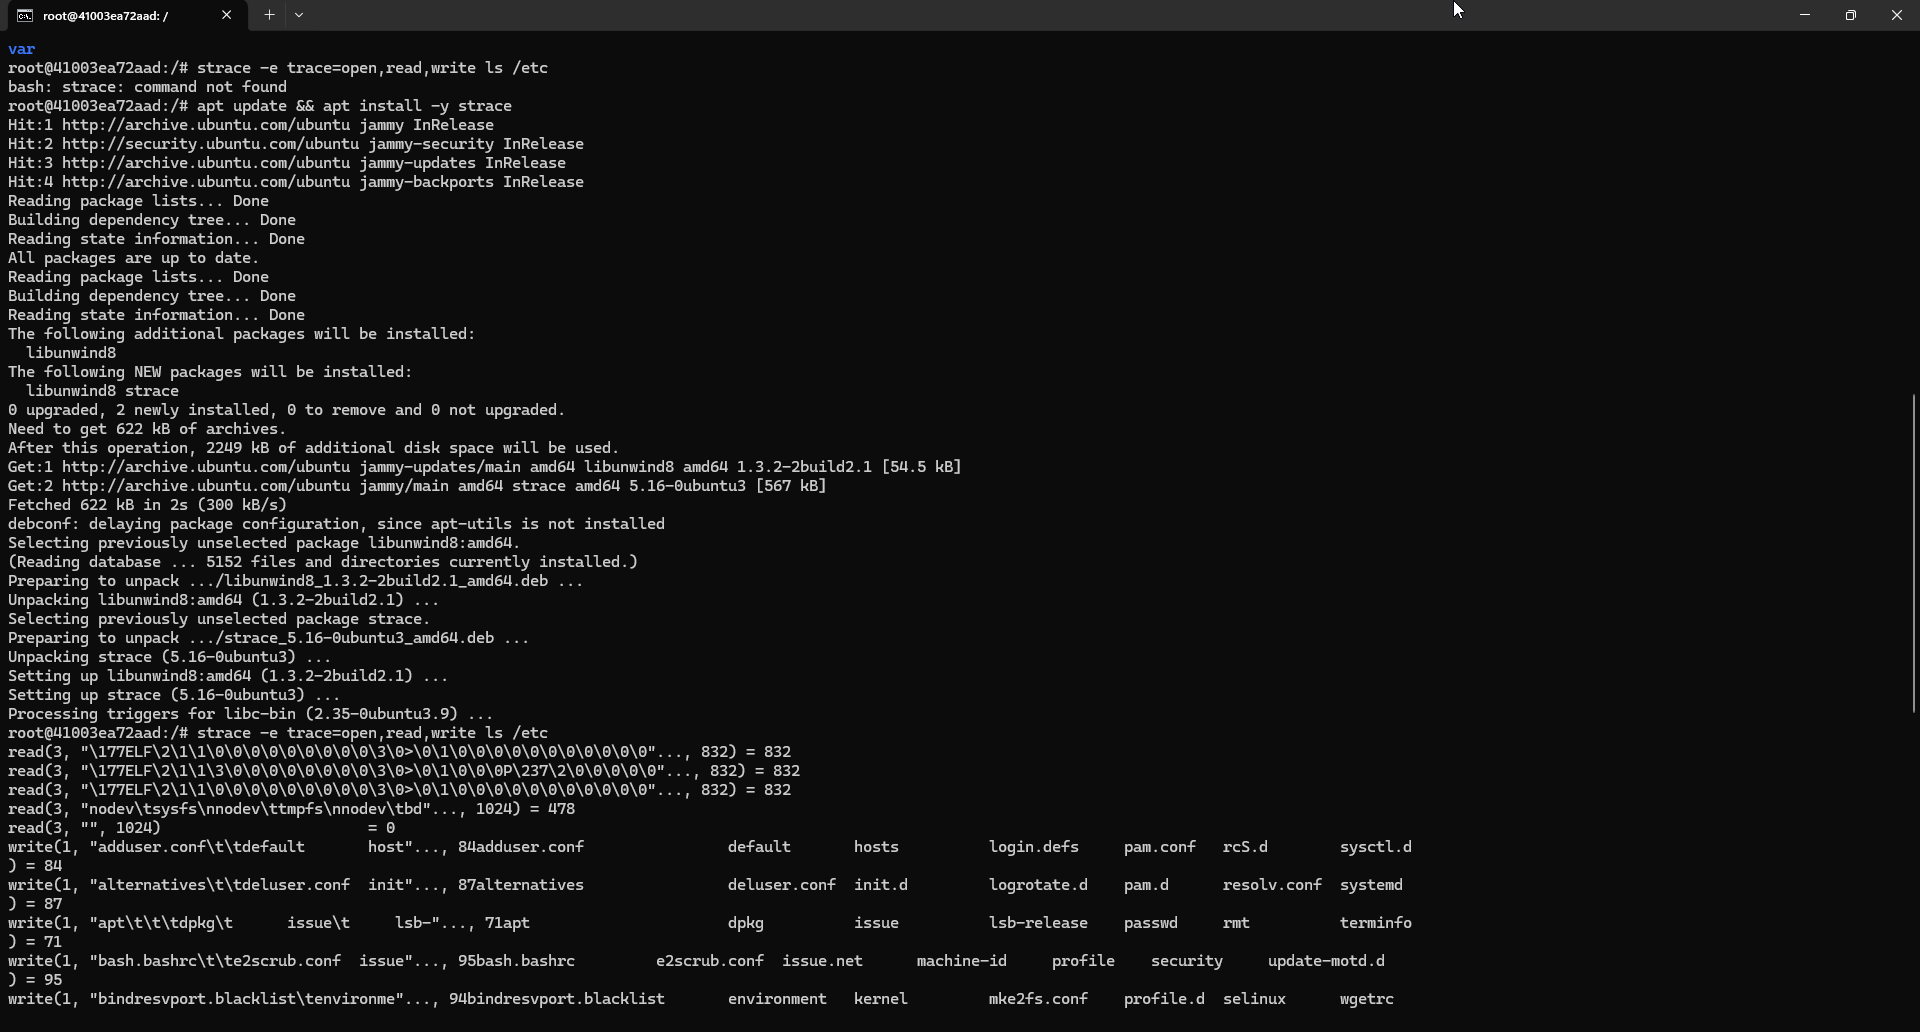 root@41003ea72aad: /
var
root@41003ea72aad:/# strace -e trace=open,read,write ls /etc
bash: strace: command not found
root@41003ea72aad:/# apt update && apt install -y strace
Hit:1 http://archive.ubuntu.com/ubuntu jammy InRelease
Hit:2 http://security.ubuntu.com/ubuntu jammy-security InRelease
Hit:3 http://archive.ubuntu.com/ubuntu jammy-updates InRelease
Hit:4 http://archive.ubuntu.com/ubuntu jammy-backports InRelease
Reading package lists... Done
Building dependency tree... Done
Reading state information... Done
All packages are up to date.
Reading package lists... Done
Building dependency tree... Done
Reading state information... Done
The following additional packages will be installed:
  libunwind8
The following NEW packages will be installed:
  libunwind8 strace
0 upgraded, 2 newly installed, 0 to remove and 0 not upgraded.
Need to get 622 kB of archives.
After this operation, 2249 kB of additional disk space will be used.
Get:1 http://archive.ubuntu.com/ubuntu jammy-updates/main amd64 libunwind8 amd64 1.3.2-2build2.1 [54.5 kB]
Get:2 http://archive.ubuntu.com/ubuntu jammy/main amd64 strace amd64 5.16-0ubuntu3 [567 kB]
Fetched 622 kB in 2s (300 kB/s)
debconf: delaying package configuration, since apt-utils is not installed
Selecting previously unselected package libunwind8:amd64.
(Reading database ... 5152 files and directories currently installed.)
Preparing to unpack .../libunwind8_1.3.2-2build2.1_amd64.deb ...
Unpacking libunwind8:amd64 (1.3.2-2build2.1) ...
Selecting previously unselected package strace.
Preparing to unpack .../strace_5.16-0ubuntu3_amd64.deb ...
Unpacking strace (5.16-0ubuntu3) ...
Setting up libunwind8:amd64 (1.3.2-2build2.1) ...
Setting up strace (5.16-0ubuntu3) ...
Processing triggers for libc-bin (2.35-0ubuntu3.9) ...
root@41003ea72aad:/# strace -e trace=open,read,write ls /etc
read(3, "\177ELF\2\1\1\0\0\0\0\0\0\0\0\0\3\0>\0\1\0\0\0\0\0\0\0\0\0\0\0"..., 832) = 832
read(3, "\177ELF\2\1\1\3\0\0\0\0\0\0\0\0\3\0>\0\1\0\0\0P\237\2\0\0\0\0\0"..., 832) = 832
read(3, "\177ELF\2\1\1\0\0\0\0\0\0\0\0\0\3\0>\0\1\0\0\0\0\0\0\0\0\0\0\0"..., 832) = 832
read(3, "nodev\tsysfs\nnodev\ttmpfs\nnodev\tbd"..., 1024) = 478
read(3, "", 1024)                       = 0
write(1, "adduser.conf\t\tdefault       host"..., 84adduser.conf                default       hosts          login.defs     pam.conf   rcS.d        sysctl.d
) = 84
write(1, "alternatives\t\tdeluser.conf  init"..., 87alternatives                deluser.conf  init.d         logrotate.d    pam.d      resolv.conf  systemd
) = 87
write(1, "apt\t\t\tdpkg\t      issue\t     lsb-"..., 71apt                      dpkg          issue          lsb-release    passwd     rmt          terminfo
) = 71
write(1, "bash.bashrc\t\te2scrub.conf  issue"..., 95bash.bashrc         e2scrub.conf  issue.net      machine-id     profile    security     update-motd.d
) = 95
write(1, "bindresvport.blacklist\tenvironme"..., 94bindresvport.blacklist       environment   kernel         mke2fs.conf    profile.d  selinux      wgetrc